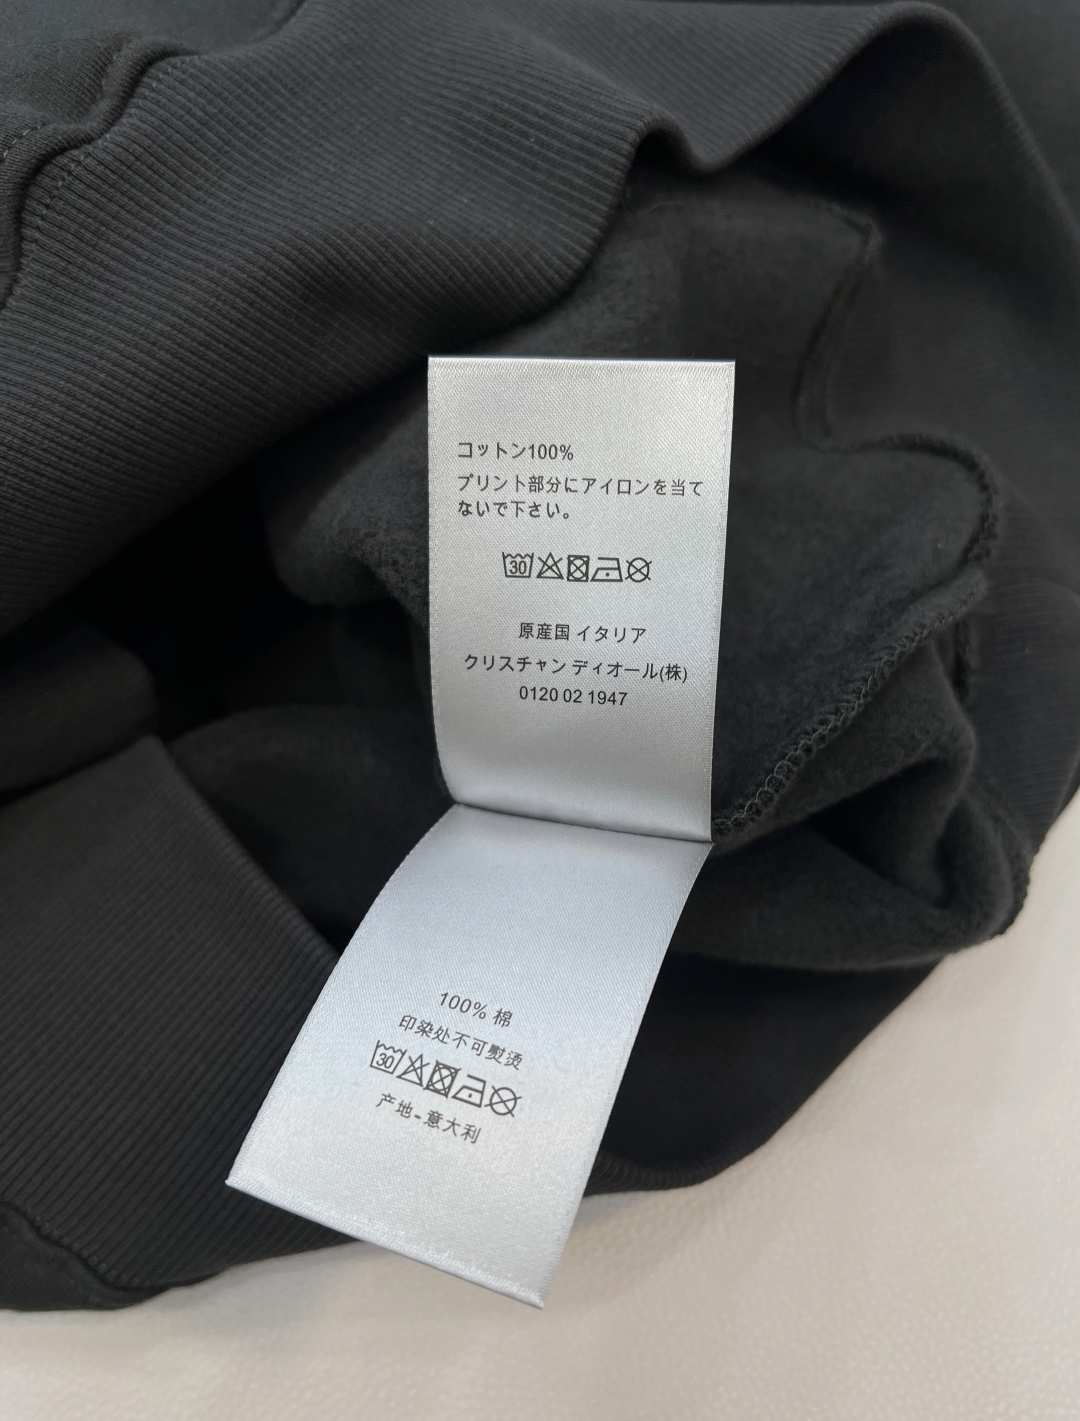 コットン100%
プリント部分にアイロンを当て
ないで下さい。
30
原産国 イタリア
クリスチャン ディオール(株)
0120 02 1947
100% 棉
印染处不可熨烫
30
产地-意大利